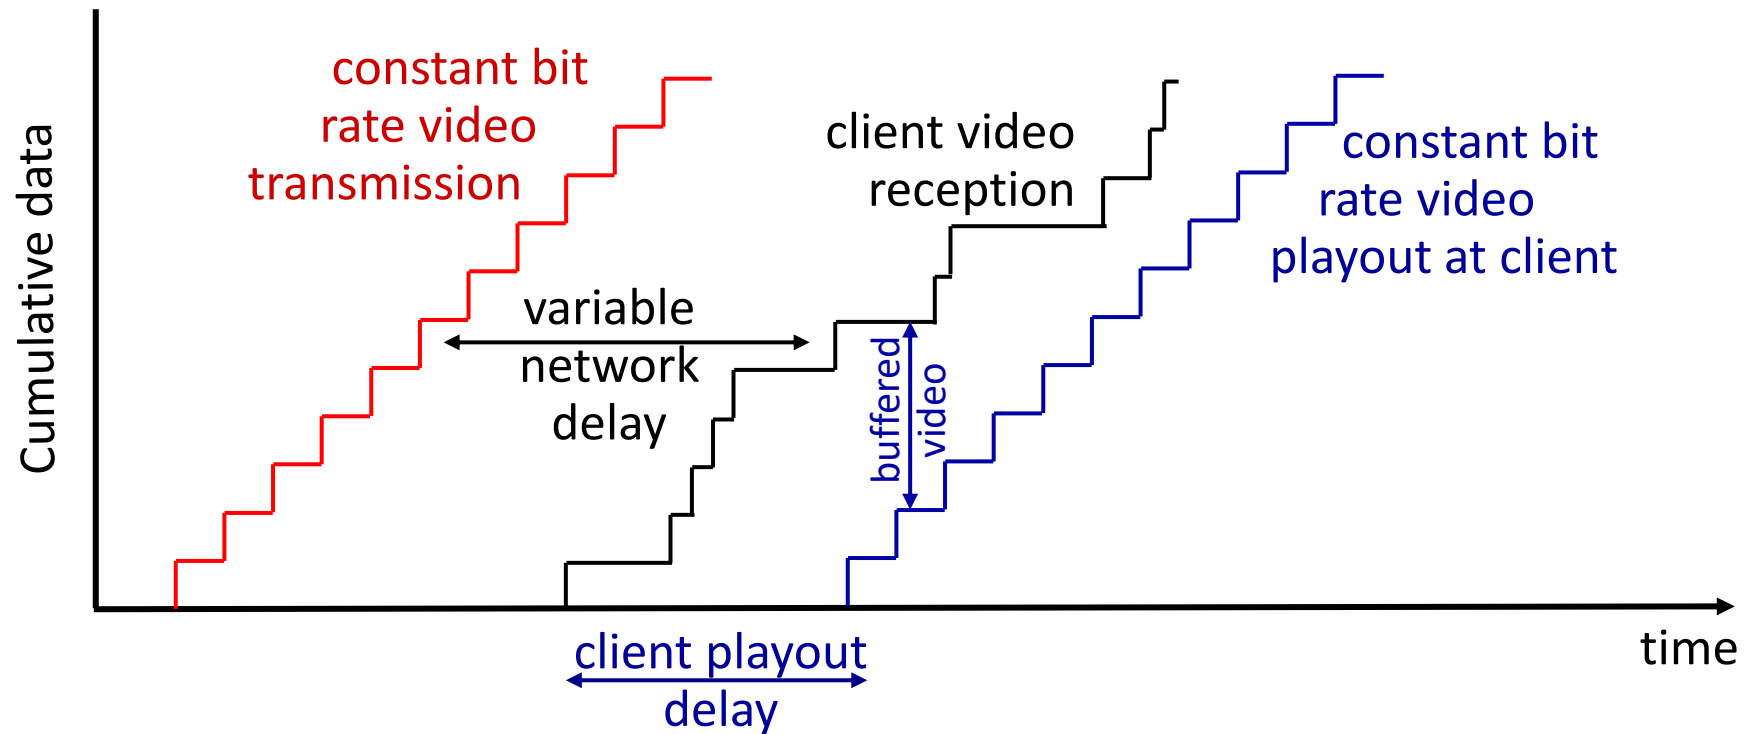 constant bit
rate video
transmission
client video
reception
constant bit
rate video
playout at client
Cumulative data
variable
network
delay
buffered
video
client playout
delay
time